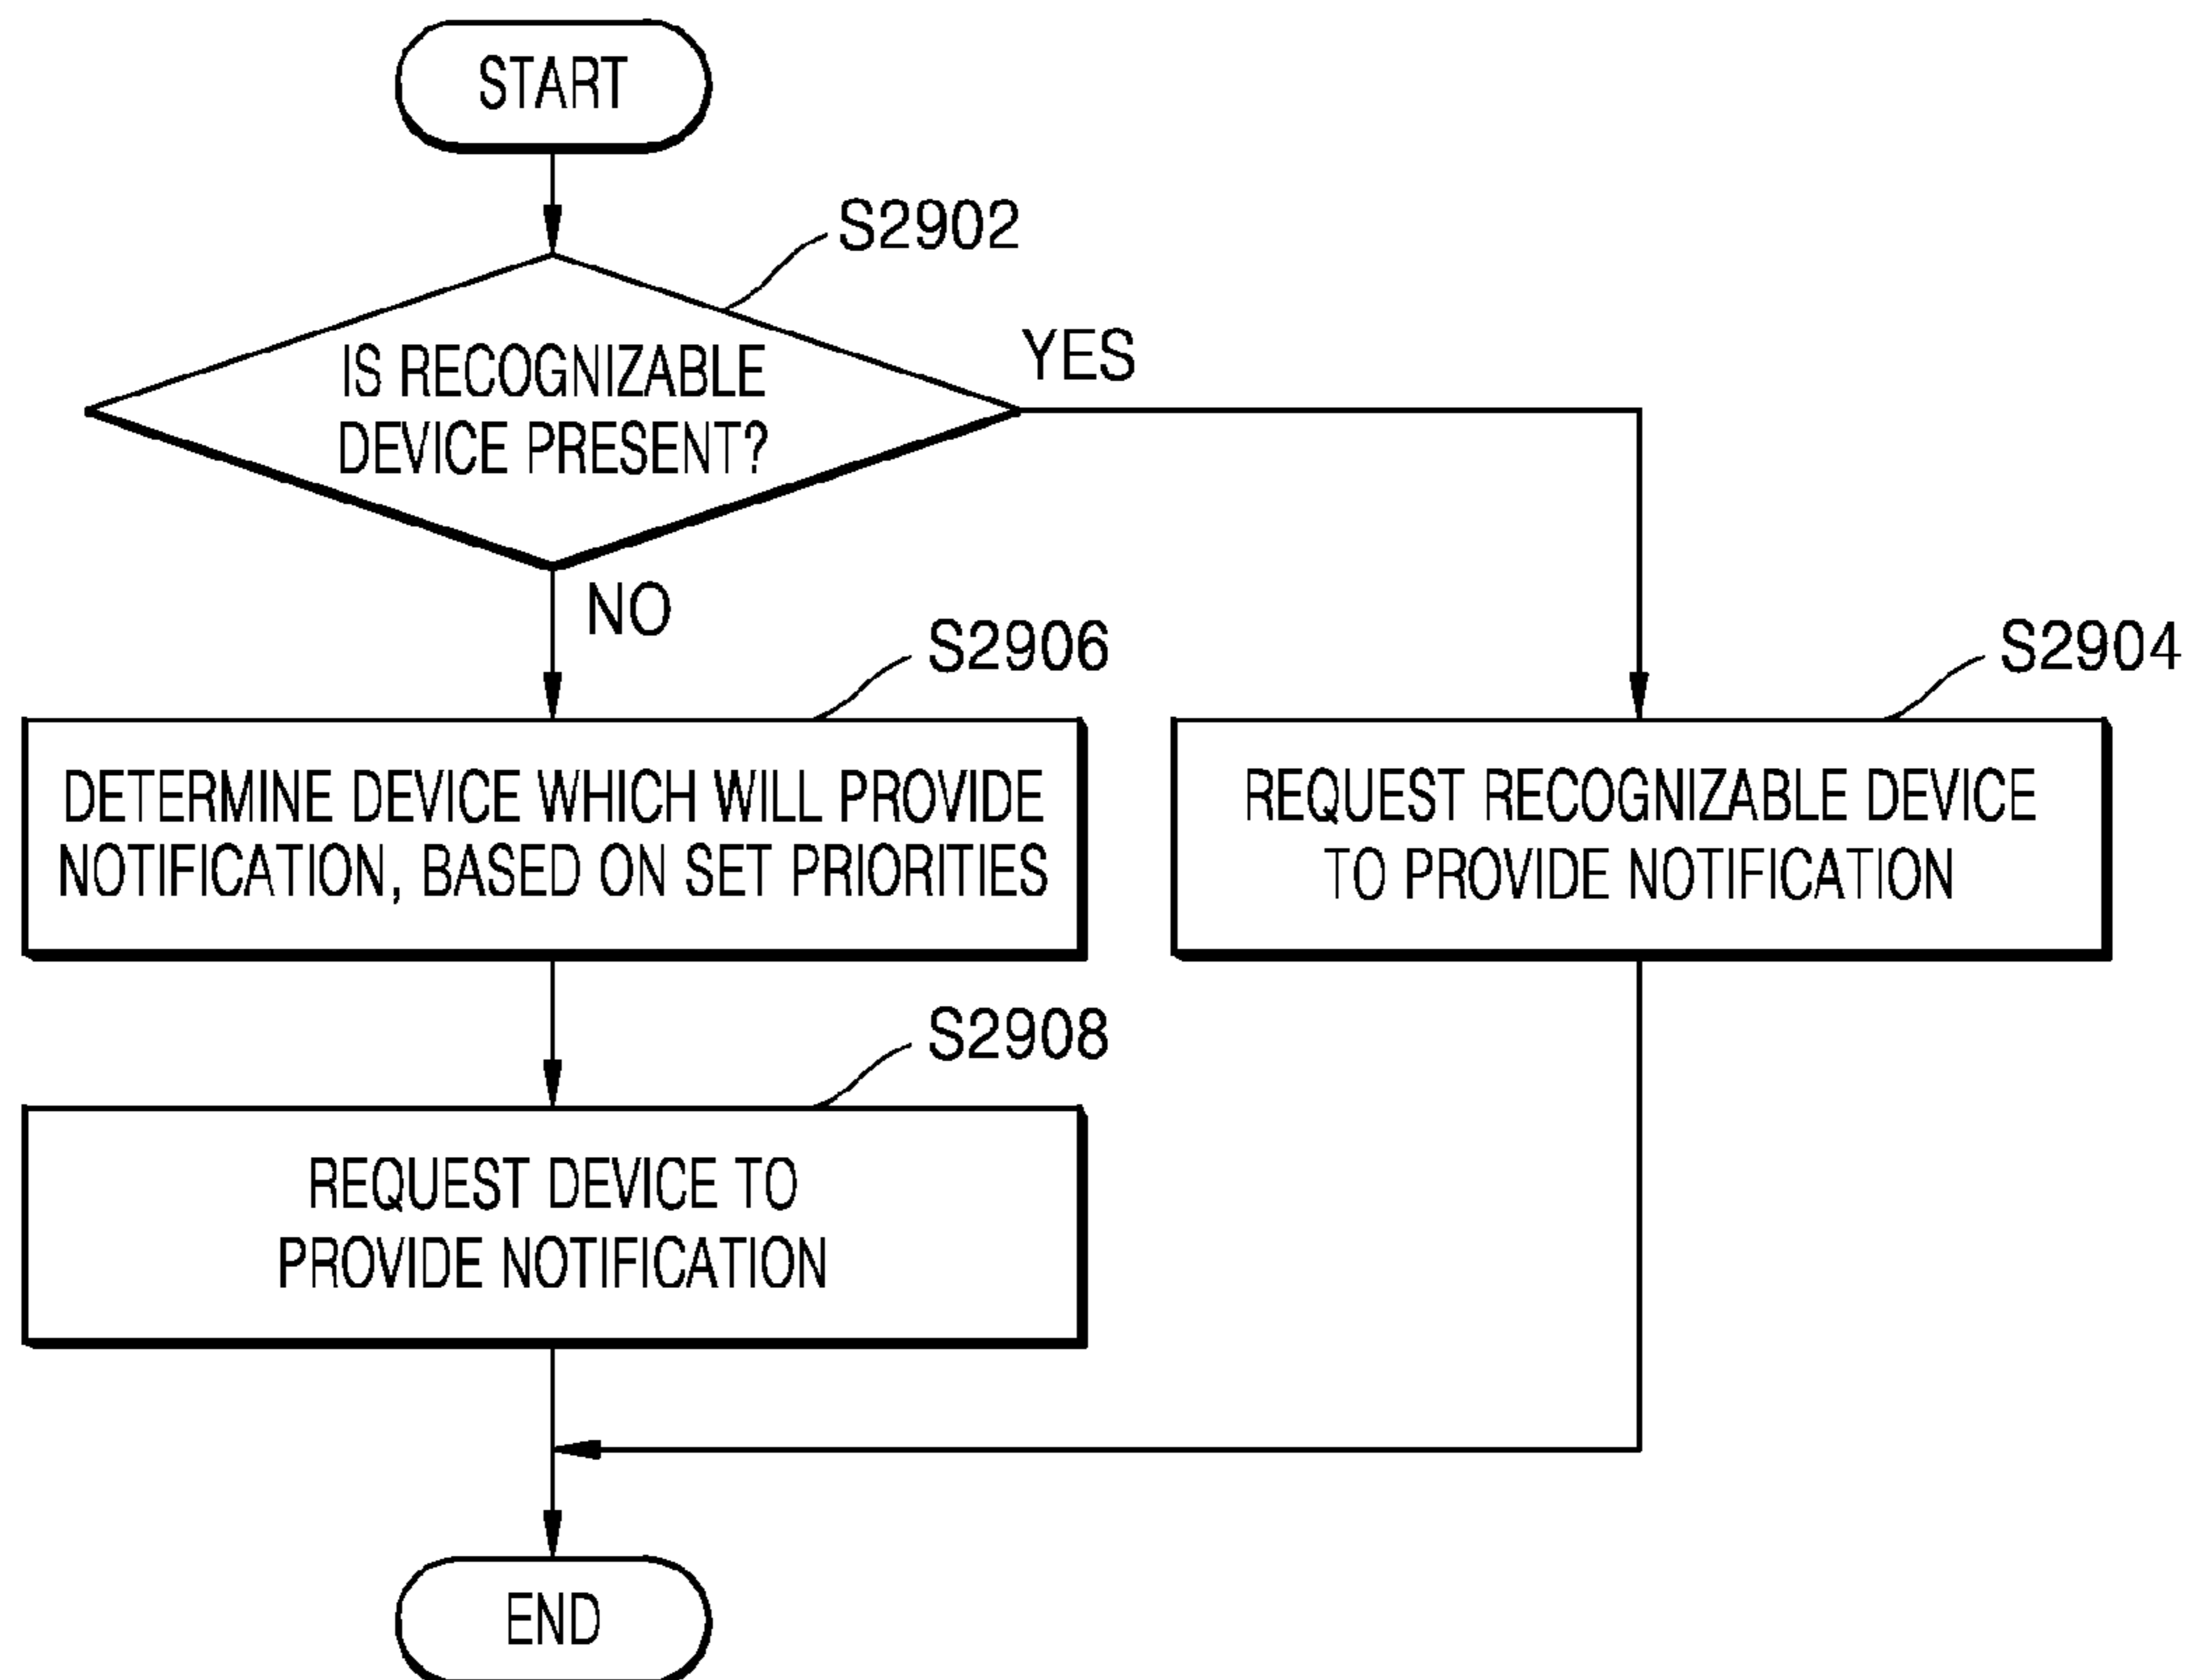 START
S2902
IS RECOGNIZABLE
DEVICE PRESENT?
YES
NO
S2906
DETERMINE DEVICE WHICH WILL PROVIDE
NOTIFICATION, BASED ON SET PRIORITIES
S2904
REQUEST RECOGNIZABLE DEVICE
TO PROVIDE NOTIFICATION
S2908
REQUEST DEVICE TO
PROVIDE NOTIFICATION
END